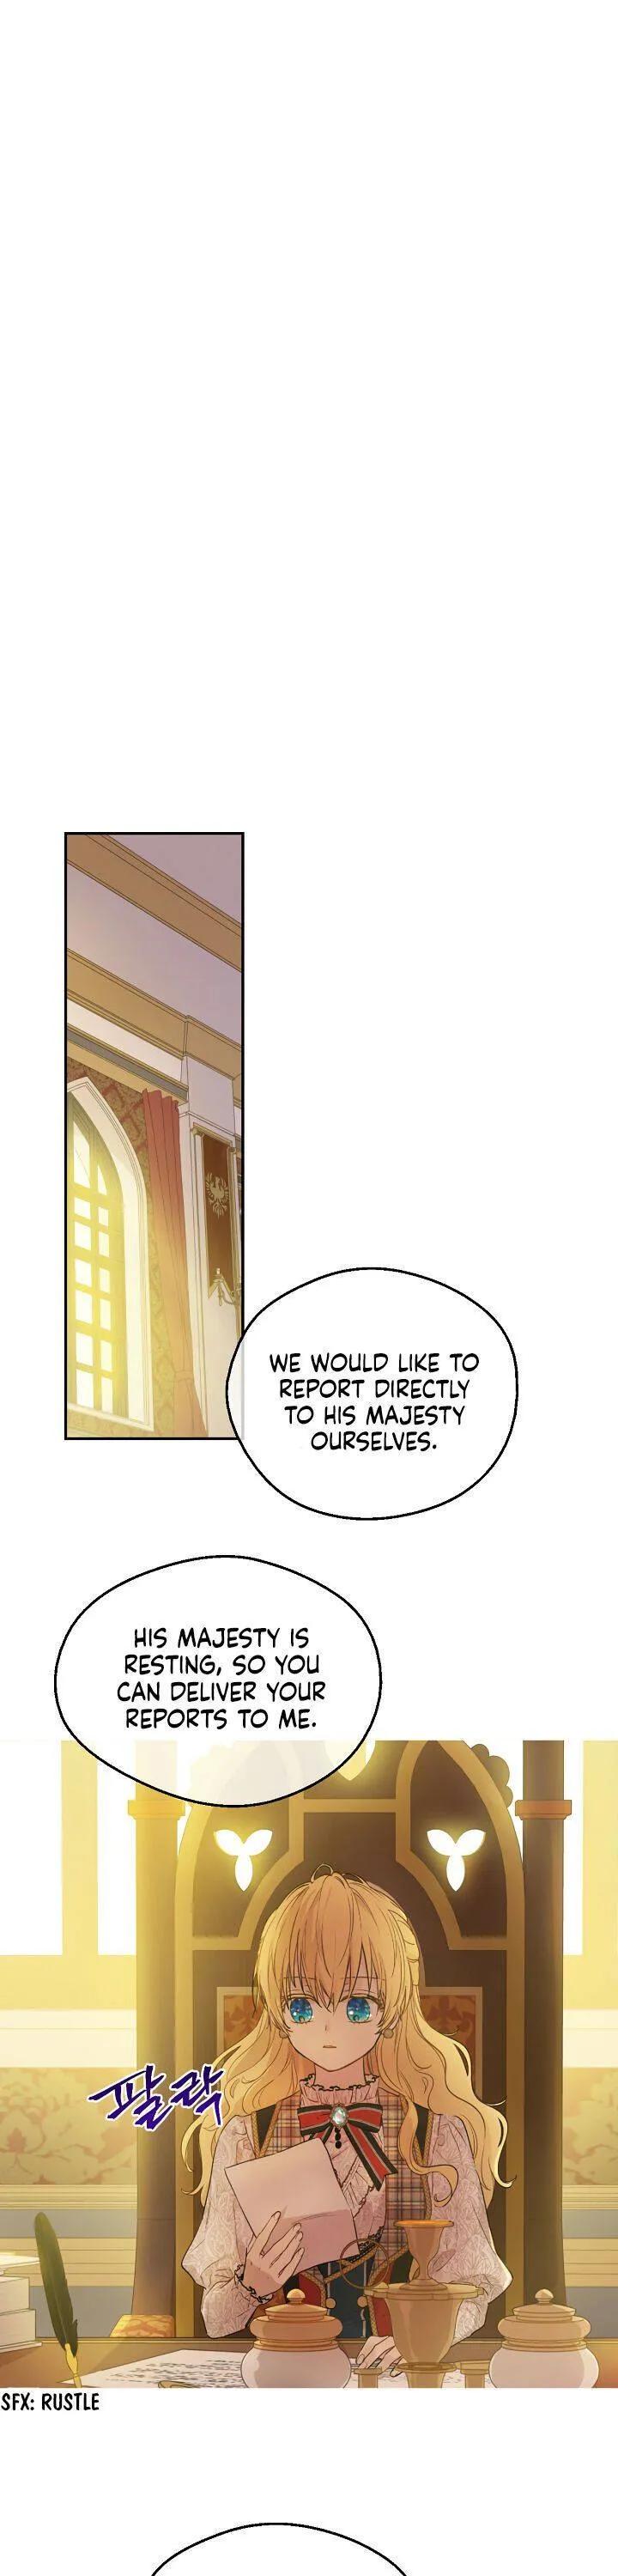 WE WOULD LIKE TO
REPORT DIRECTLY
TO HIS MAJESTY
OURSELVES.
HIS MAJESTY IS
RESTING, SO YOU
CAN DELIVER YOUR
REPORTS TO ME.
팔락
SFX: RUSTLE